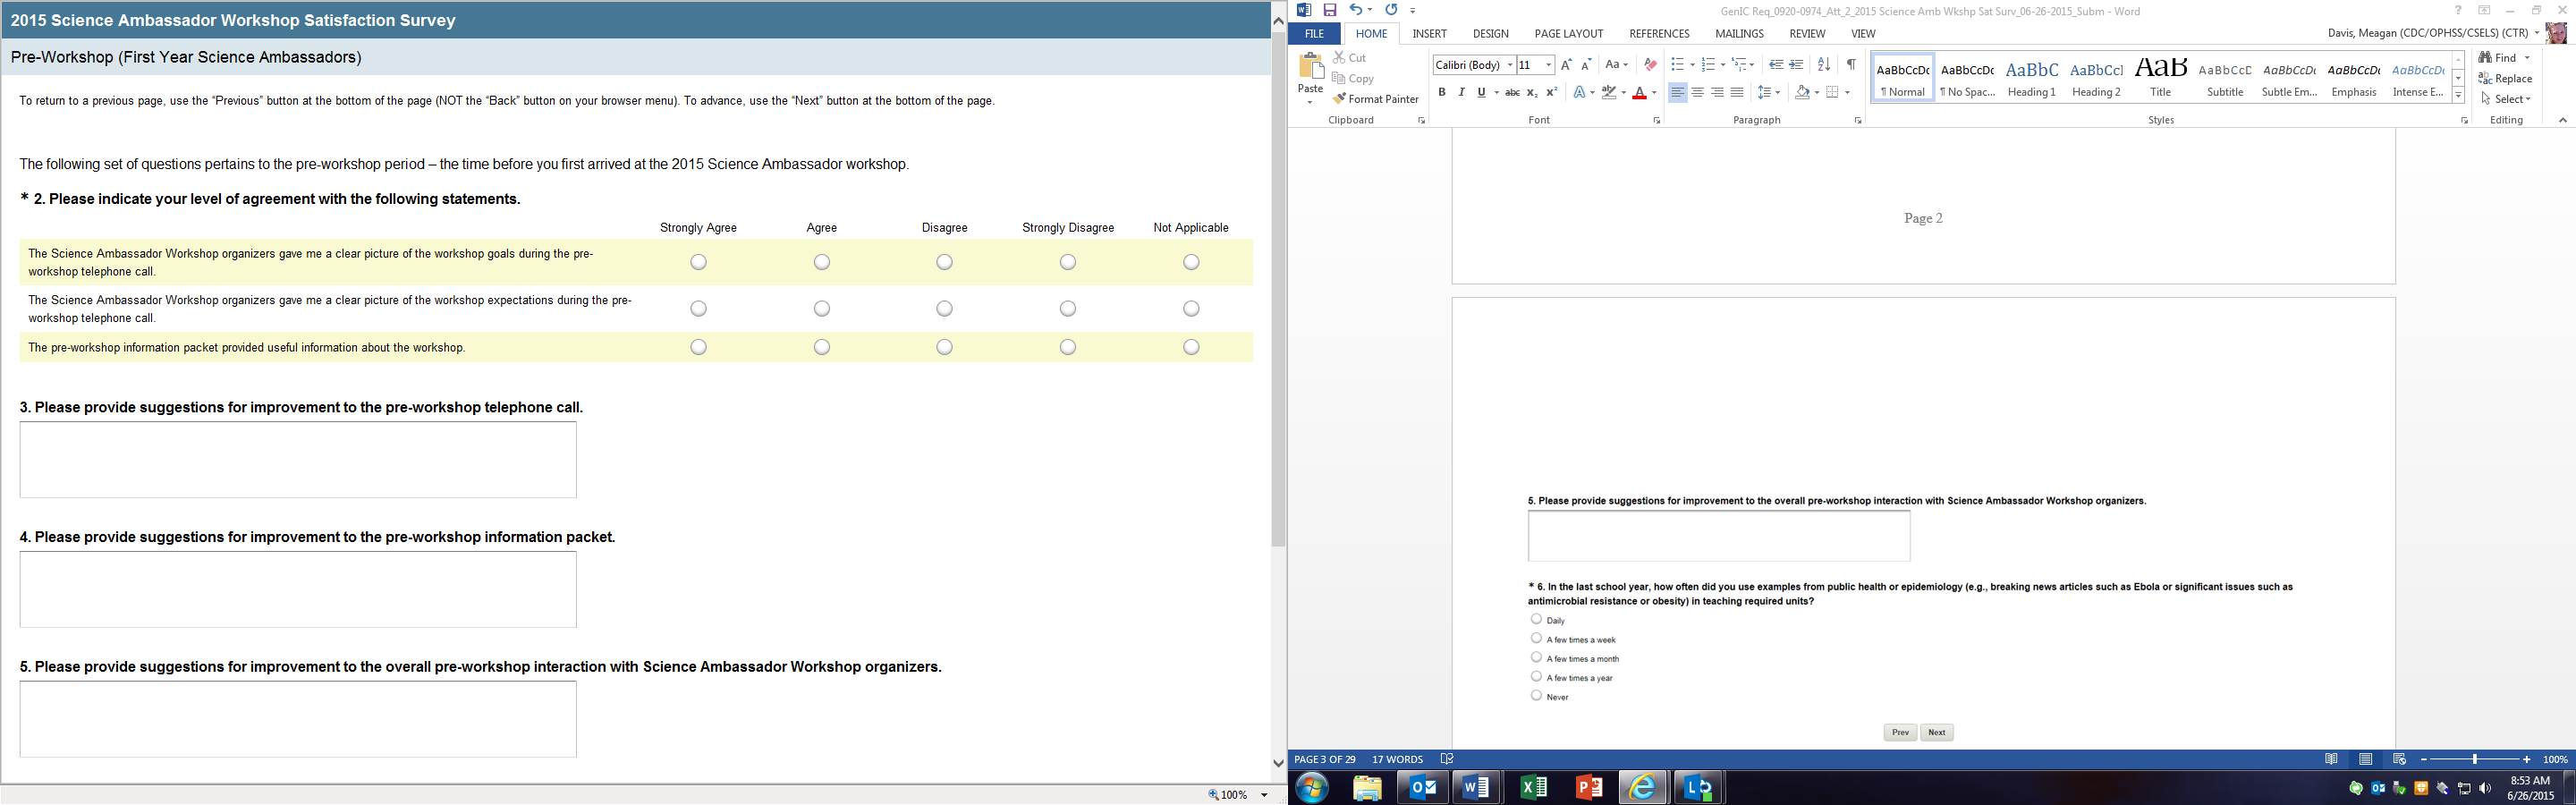 2015 Science Ambassador Workshop Satisfaction Survey
Pre-Workshop (First Year Science Ambassadors)
To return to a previous page, use the "Previous" button at the bottom of the page (NOT the "Back" button on your browser menu). To advance, use the "Next" button at the bottom of the page.
The following set of questions pertains to the pre-workshop period – the time before you first arrived at the 2015 Science Ambassador workshop.
* 2. Please indicate your level of agreement with the following statements.
Strongly Agree Agree Disagree Strongly Disagree Not Applicable
The Science Ambassador Workshop organizers gave me a clear picture of the workshop goals during the pre-
workshop telephone call.
The Science Ambassador Workshop organizers gave me a clear picture of the workshop expectations during the pre-
workshop telephone call.
The pre-workshop information packet provided useful information about the workshop.
3. Please provide suggestions for improvement to the pre-workshop telephone call.
4. Please provide suggestions for improvement to the pre-workshop information packet.
5. Please provide suggestions for improvement to the overall pre-workshop interaction with Science Ambassador Workshop organizers.
100%
GenIC Req_0920-0974_Att_2_2015 Science Amb Wkshp Sat Surv_06-26-2015_Subm - Word
FILE HOME INSERT DESIGN PAGE LAYOUT REFERENCES MAILINGS REVIEW VIEW
Davis, Meagan (CDC/OPHSS/CSELS) (CTR)
Paste
Cut
Copy
Format Painter
Clipboard
Calibri (Body) 11
Aa
B I U abc x₂ x² A ab A
Font
Paragraph
AaBbCcDc AaBbCcDc AaBbC AaBbCcl AaB AaBbCcD AaBbCcDc AaBbCcDc AaBbCcDc
¶ Normal ¶ No Spac... Heading 1 Heading 2 Title Subtitle Subtle Em... Emphasis Intense E...
Styles
Find
Replace
Select
Editing
Page 2
5. Please provide suggestions for improvement to the overall pre-workshop interaction with Science Ambassador Workshop organizers.
* 6. In the last school year, how often did you use examples from public health or epidemiology (e.g., breaking news articles such as Ebola or significant issues such as
antimicrobial resistance or obesity) in teaching required units?
Daily
A few times a week
A few times a month
A few times a year
Never
Prev Next
PAGE 3 OF 29 17 WORDS
100%
8:53 AM
6/26/2015